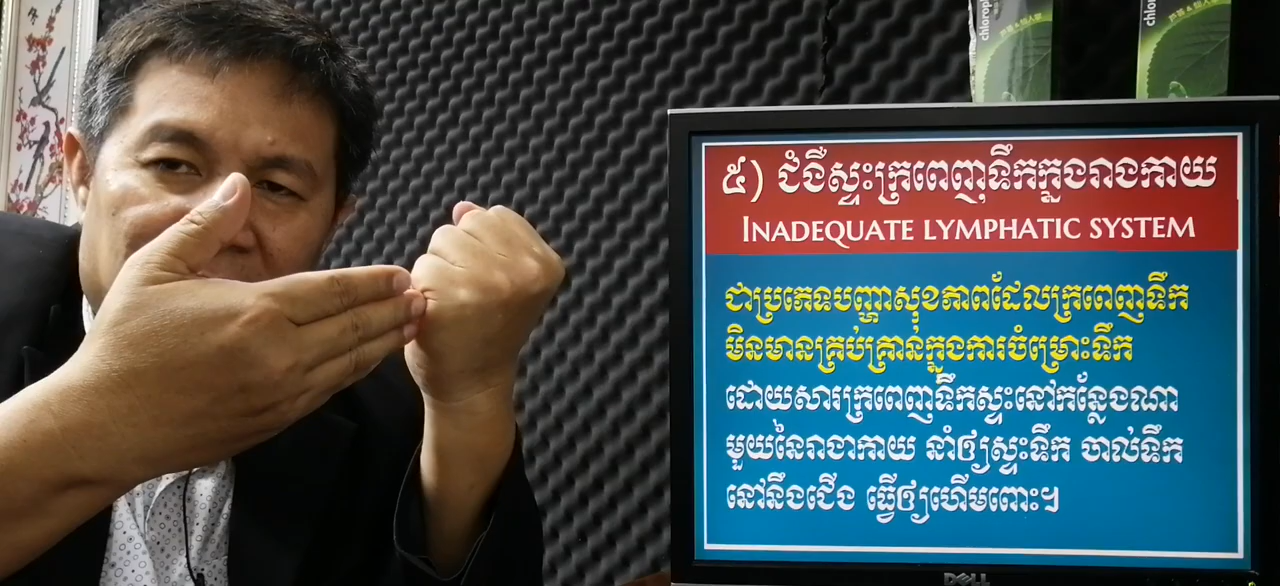 chlorop
chlo
៥) ជំងឺស្ទះក្រពេញទឹកក្នុងរាងកាយ
INADEQUATE LYMPHATIC SYSTEM
ជាប្រភេទបញ្ហាសុខភាពដែលក្រពេញទឹក
មិនមានគ្រប់គ្រាន់ក្នុងការចំម្រោះទឹក
ដោយសារក្រពេញទឹកស្ទះនៅកន្លែងណា
មួយនៃរាងាកាយ នាំឲ្យស្ទះទឹក ចាល់ទឹក
នៅនឹងជើង ធ្វើឲ្យហើមពោះ។
DELL